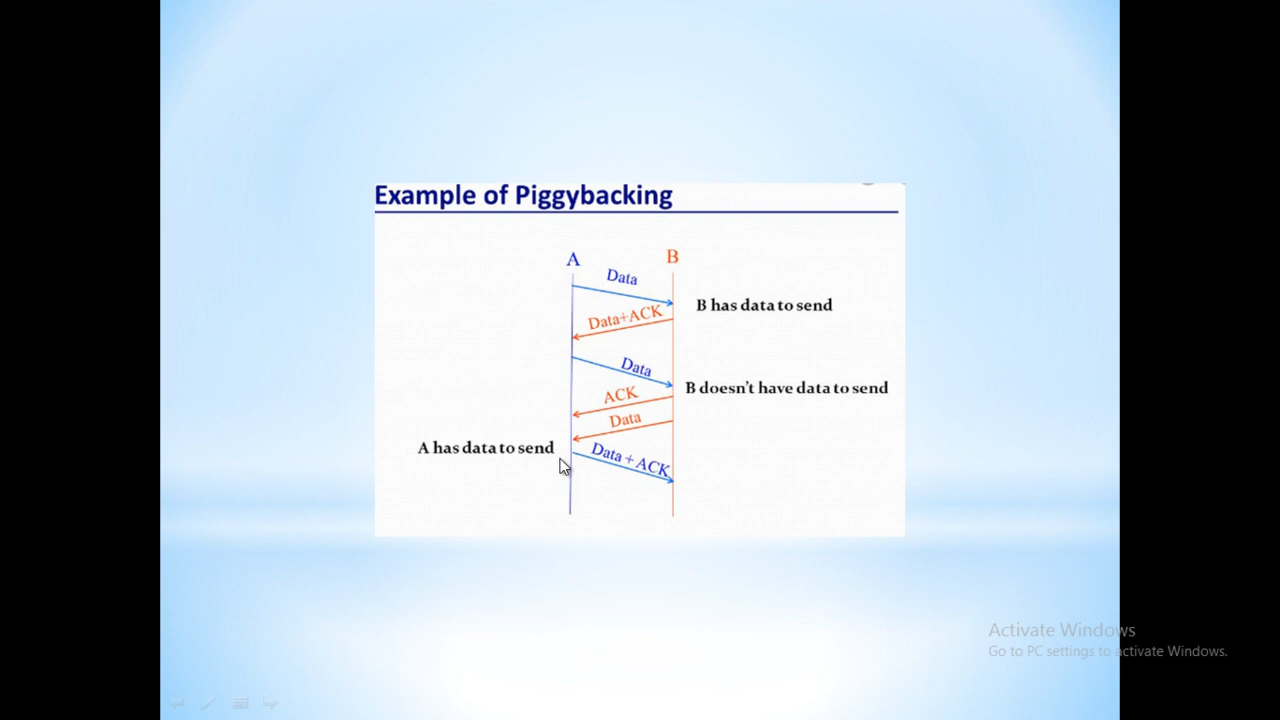 Example of Piggybacking
A
B
Data
B has data to send
Data+ACK
Data
B doesn't have data to send
ACK
Data
A has data to send
Data + ACK
Activate Windows
Go to PC settings to activate Windows.